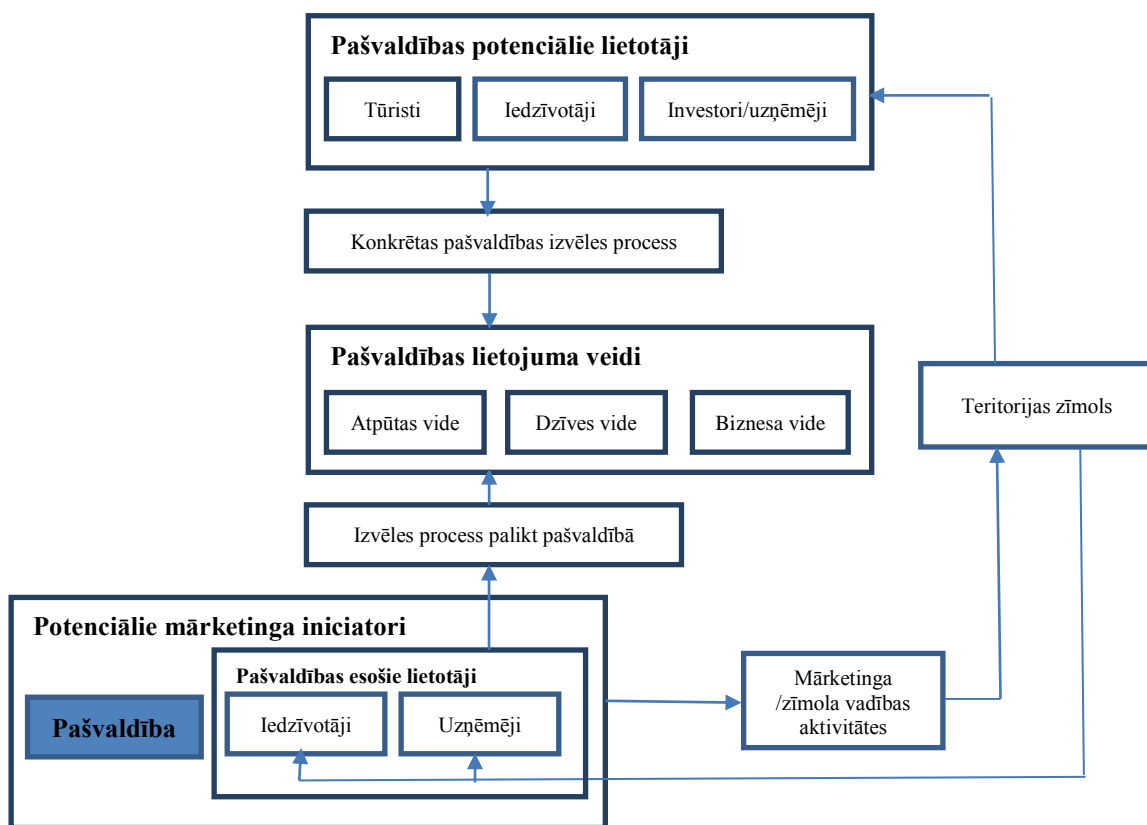 Pašvaldības potenciālie lietotāji
Tūristi
Iedzīvotāji
Investori/uzņēmēji
Konkrētas pašvaldības izvēles process
Pašvaldības lietojuma veidi
Atpūtas vide
Dzīves vide
Biznesa vide
Teritorijas zīmols
Izvēles process palikt pašvaldībā
Potenciālie mārketinga iniciatori
Pašvaldības esošie lietotāji
Pašvaldība
Iedzīvotāji
Uzņēmēji
Mārketinga
/zīmola vadības
aktivitātes